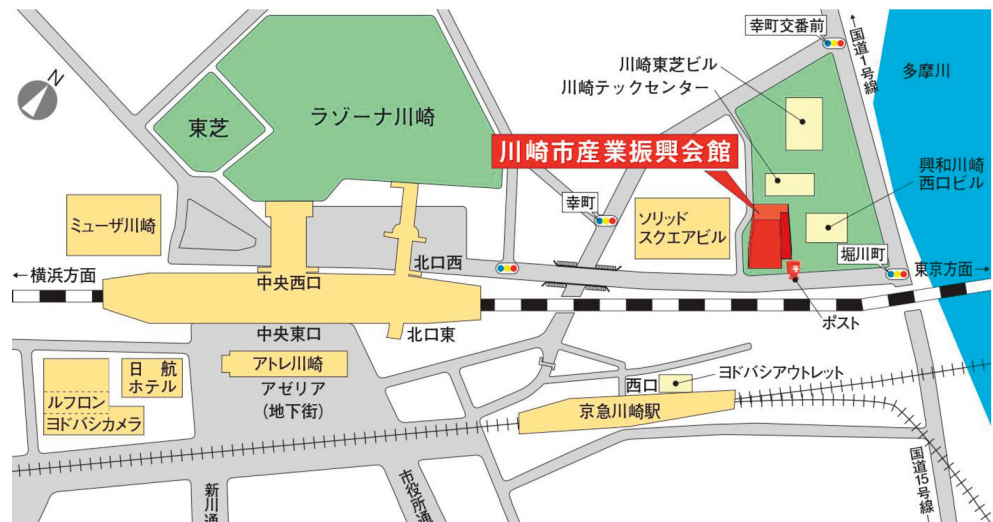 幸町交番前
国道1号線
多摩川
N
川崎東芝ビル
川崎テックセンター
東芝
ラゾーナ川崎
川崎市産業振興会館
興和川崎
西口ビル
ミューザ川崎
幸町
ソリッド
スクエアビル
堀川町
北口西
←横浜方面
中央西口
東京方面→
ポスト
中央東口
北口東
日航
ホテル
アトレ川崎
アゼリア
(地下街)
ルフロン
ヨドバシカメラ
西口
ヨドバシアウトレット
京急川崎駅
新川通
市役所通
国道15号線